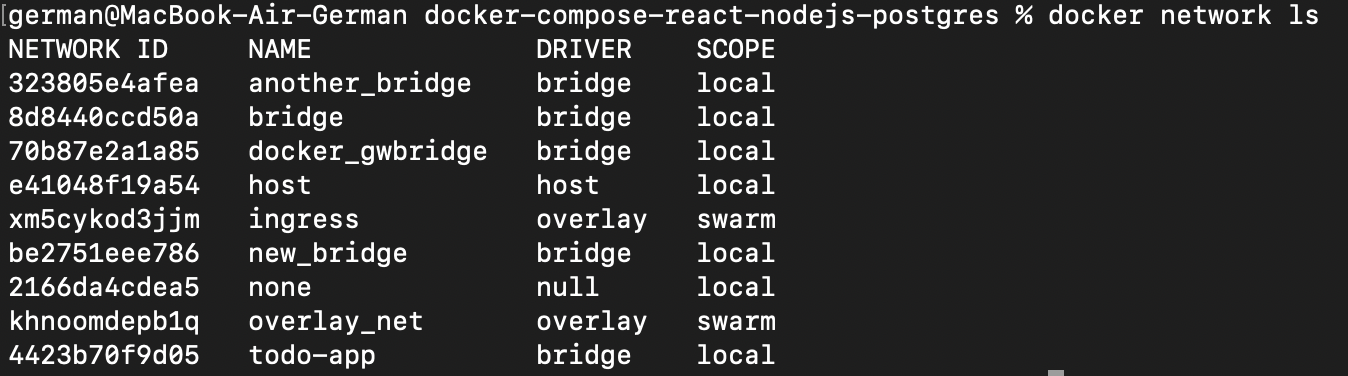 [german@MacBook-Air-German docker-compose-react-nodejs-postgres % docker network ls
NETWORK ID     NAME              DRIVER    SCOPE
323805e4afea   another_bridge    bridge    local
8d8440ccd50a   bridge            bridge    local
70b87e2a1a85   docker_gwbridge   bridge    local
e41048f19a54   host              host      local
xm5cykod3jjm   ingress           overlay   swarm
be2751eee786   new_bridge        bridge    local
2166da4cdea5   none              null      local
khnoomdepb1q   overlay_net       overlay   swarm
4423b70f9d05   todo-app          bridge    local